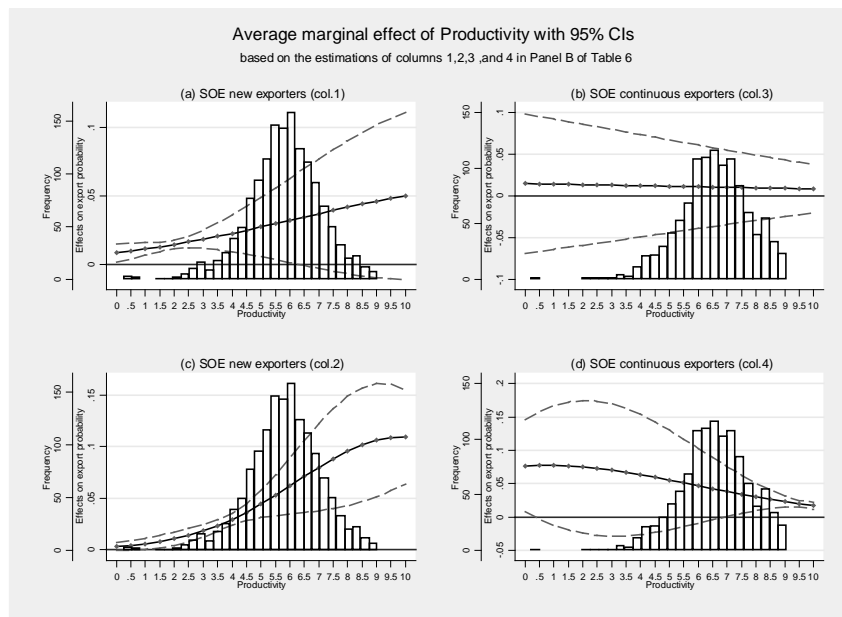 Average marginal effect of Productivity with 95% CIs
based on the estimations of columns 1,2,3 ,and 4 in Panel B of Table 6
(a) SOE new exporters (col.1)
0 50 100 150
Frequency
0 .05 .1
Effects on export probability
0 .5 1 1.5 2 2.5 3 3.5 4 4.5 5 5.5 6 6.5 7 7.5 8 8.5 9 9.5 10
Productivity
(b) SOE continuous exporters (col.3)
0 50 100 150
Frequency
-.1 -.05 0 .05 .1
Effects on export probability
0 .5 1 1.5 2 2.5 3 3.5 4 4.5 5 5.5 6 6.5 7 7.5 8 8.5 9 9.5 10
Productivity
(c) SOE new exporters (col.2)
0 50 100 150
Frequency
0 .05 .1 .15
Effects on export probability
0 .5 1 1.5 2 2.5 3 3.5 4 4.5 5 5.5 6 6.5 7 7.5 8 8.5 9 9.5 10
Productivity
(d) SOE continuous exporters (col.4)
0 50 100 150
Frequency
-.05 0 .05 .1 .15 .2
Effects on export probability
0 .5 1 1.5 2 2.5 3 3.5 4 4.5 5 5.5 6 6.5 7 7.5 8 8.5 9 9.5 10
Productivity